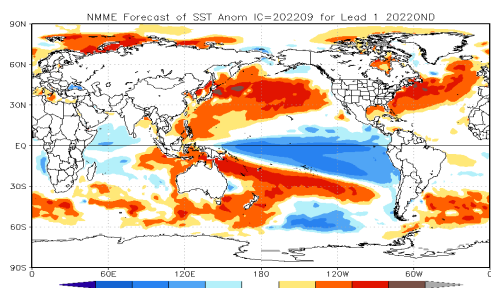 NMME Forecast of SST Anom IC=202209 for Lead 1 2022OND
90N
60N
30N
EQ
30S
60S
90S
0 60E 120E 180 120W 60W 0